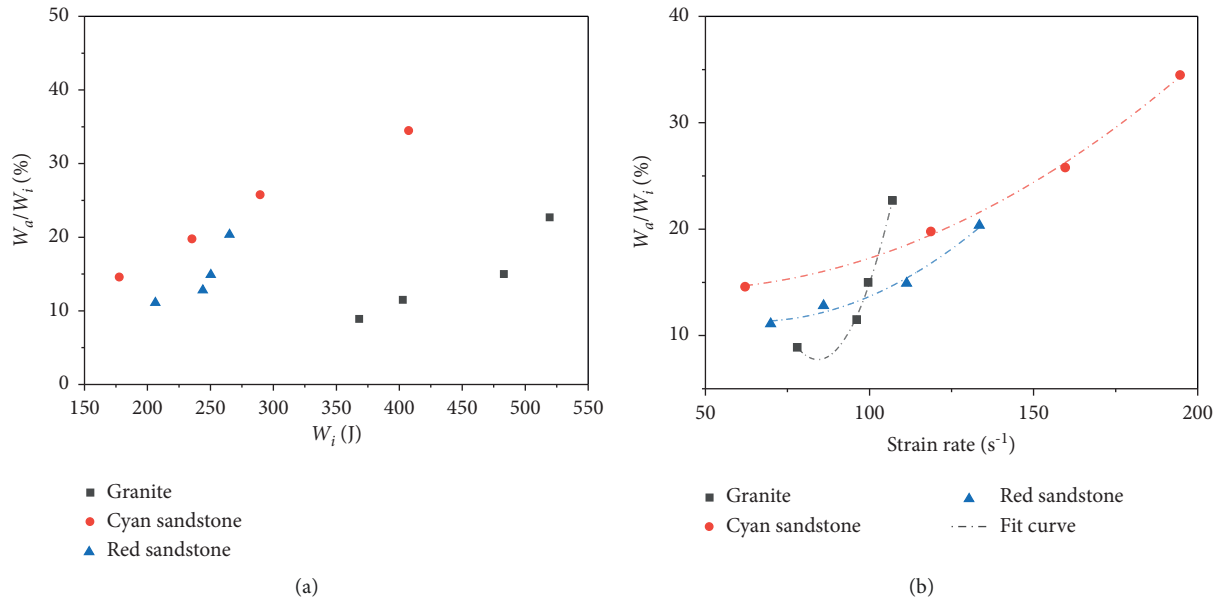 50
40
30
20
10
0
W_a/W_i (%)
150 200 250 300 350 400 450 500 550
W_i (J)
Granite
Cyan sandstone
Red sandstone
(a)
40
30
20
10
W_a/W_i (%)
50 100 150 200
Strain rate (s⁻¹)
Granite Red sandstone
Cyan sandstone Fit curve
(b)